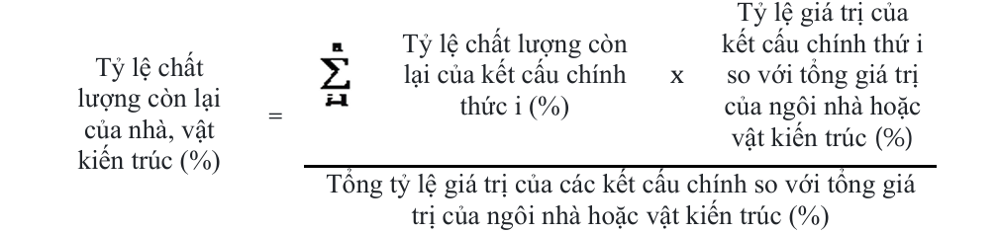 Tỷ lệ chất
lượng còn lại
của nhà, vật
kiến trúc (%)
=
n
∑
i=1
Tỷ lệ chất lượng còn
lại của kết cấu chính
thức i (%)
x
Tỷ lệ giá trị của
kết cấu chính thứ i
so với tổng giá trị
của ngôi nhà hoặc
vật kiến trúc (%)
Tổng tỷ lệ giá trị của các kết cấu chính so với tổng giá
trị của ngôi nhà hoặc vật kiến trúc (%)